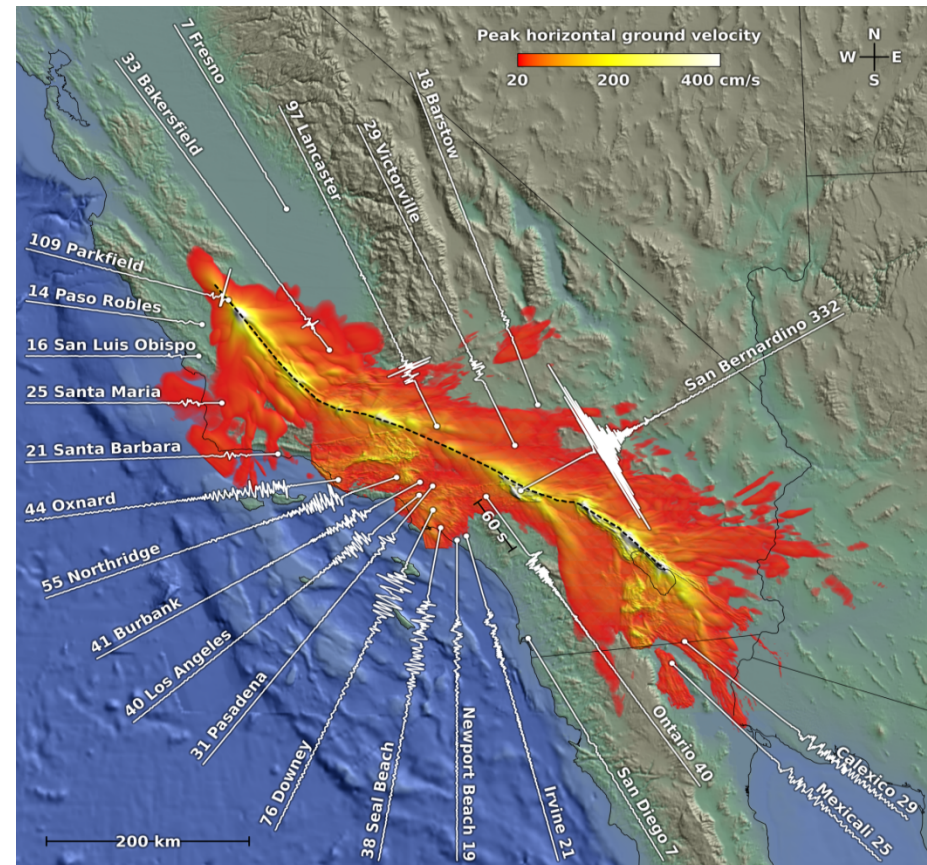 7 Fresno
33 Bakersfield
97 Lancaster
29 Victorville
18 Barstow
Peak horizontal ground velocity
20 200 400 cm/s
N
W E
S
109 Parkfield
14 Paso Robles
16 San Luis Obispo
25 Santa Maria
21 Santa Barbara
44 Oxnard
55 Northridge
41 Burbank
40 Los Angeles
31 Pasadena
76 Downey
38 Seal Beach
Newport Beach 19
Irvine 21
San Diego 7
Ontario 40
60 s
San Bernardino 332
Calexico 29
Mexicali 25
200 km